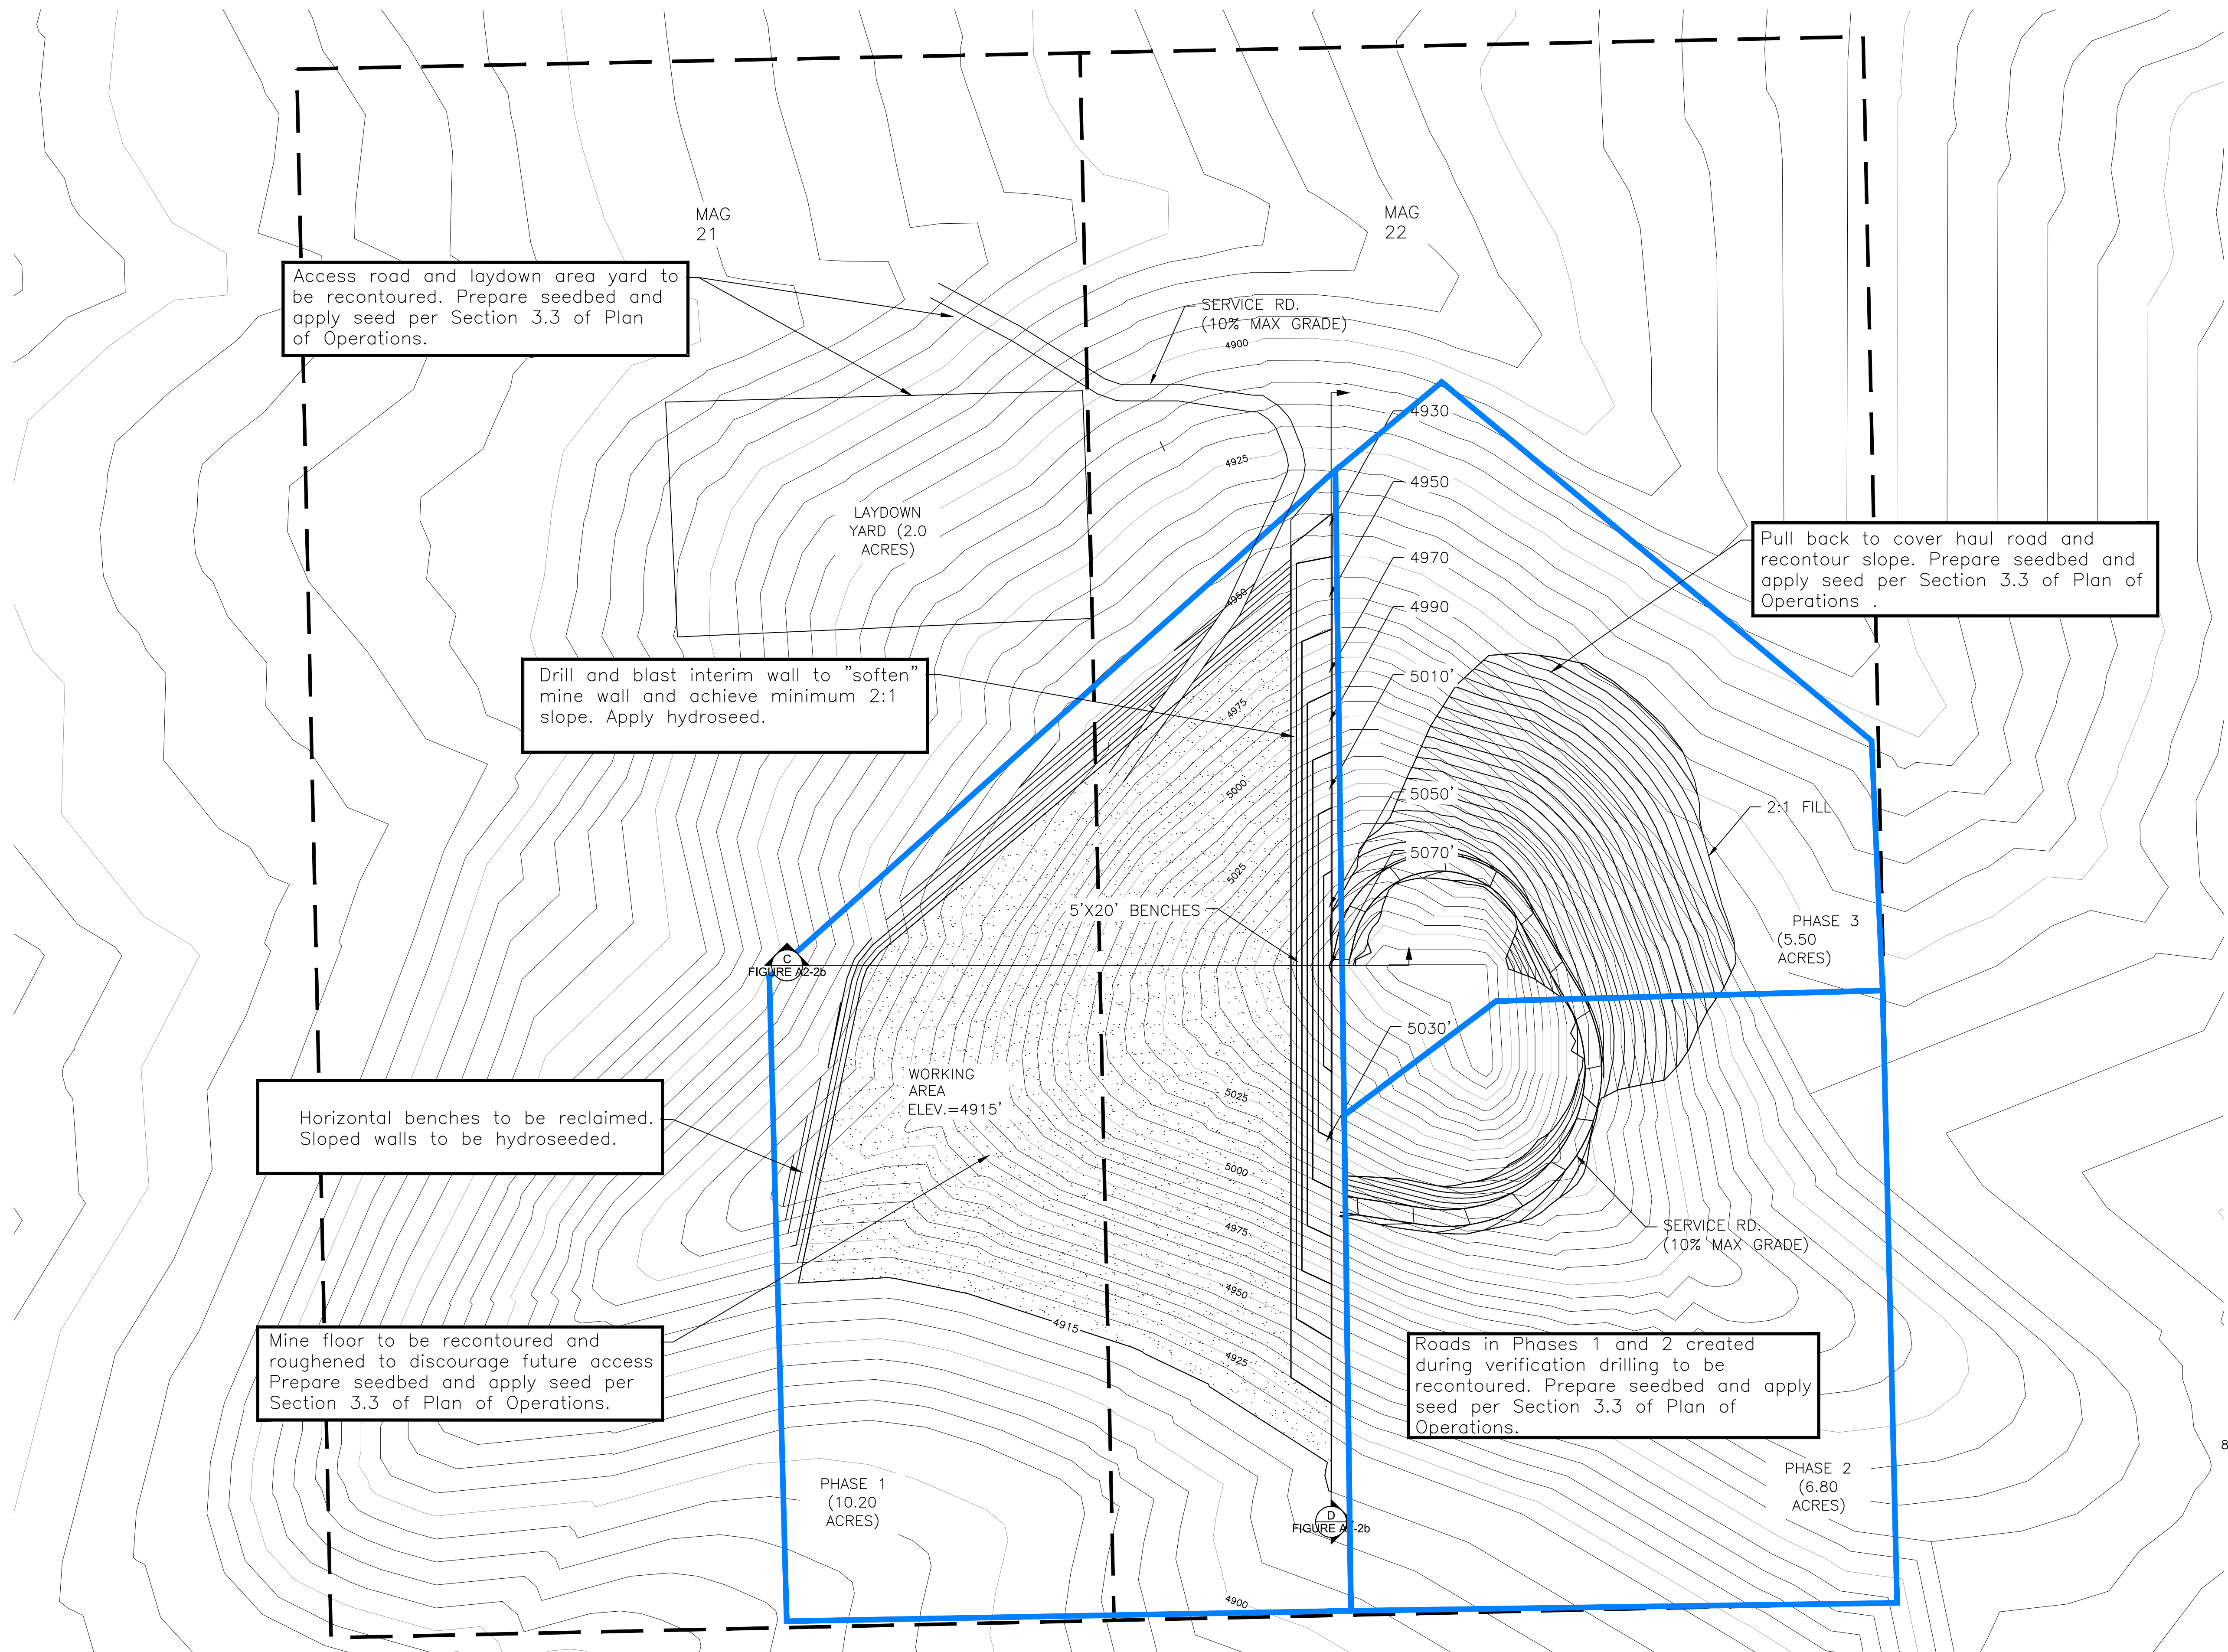 MAG
21
MAG
22
Access road and laydown area yard to
be recontoured. Prepare seedbed and
apply seed per Section 3.3 of Plan
of Operations.
SERVICE RD.
(10% MAX GRADE)
4900
4930
4925
4950
LAYDOWN
YARD (2.0
ACRES)
4970
Pull back to cover haul road and
recontour slope. Prepare seedbed and
apply seed per Section 3.3 of Plan of
Operations .
4950
4990
Drill and blast interim wall to "soften"
mine wall and achieve minimum 2:1
slope. Apply hydroseed.
5010'
4975
5000
5050'
2:1 FILL
5070'
5025
5'X20' BENCHES
PHASE 3
(5.50
ACRES)
C
FIGURE A2-2b
5030'
WORKING
AREA
ELEV.=4915'
5025
Horizontal benches to be reclaimed.
Sloped walls to be hydroseeded.
5000
4975
SERVICE RD.
(10% MAX GRADE)
4950
4915
Mine floor to be recontoured and
roughened to discourage future access
Prepare seedbed and apply seed per
Section 3.3 of Plan of Operations.
4925
Roads in Phases 1 and 2 created
during verification drilling to be
recontoured. Prepare seedbed and apply
seed per Section 3.3 of Plan of
Operations.
8
PHASE 1
(10.20
ACRES)
PHASE 2
(6.80
ACRES)
D
FIGURE A2-2b
4900